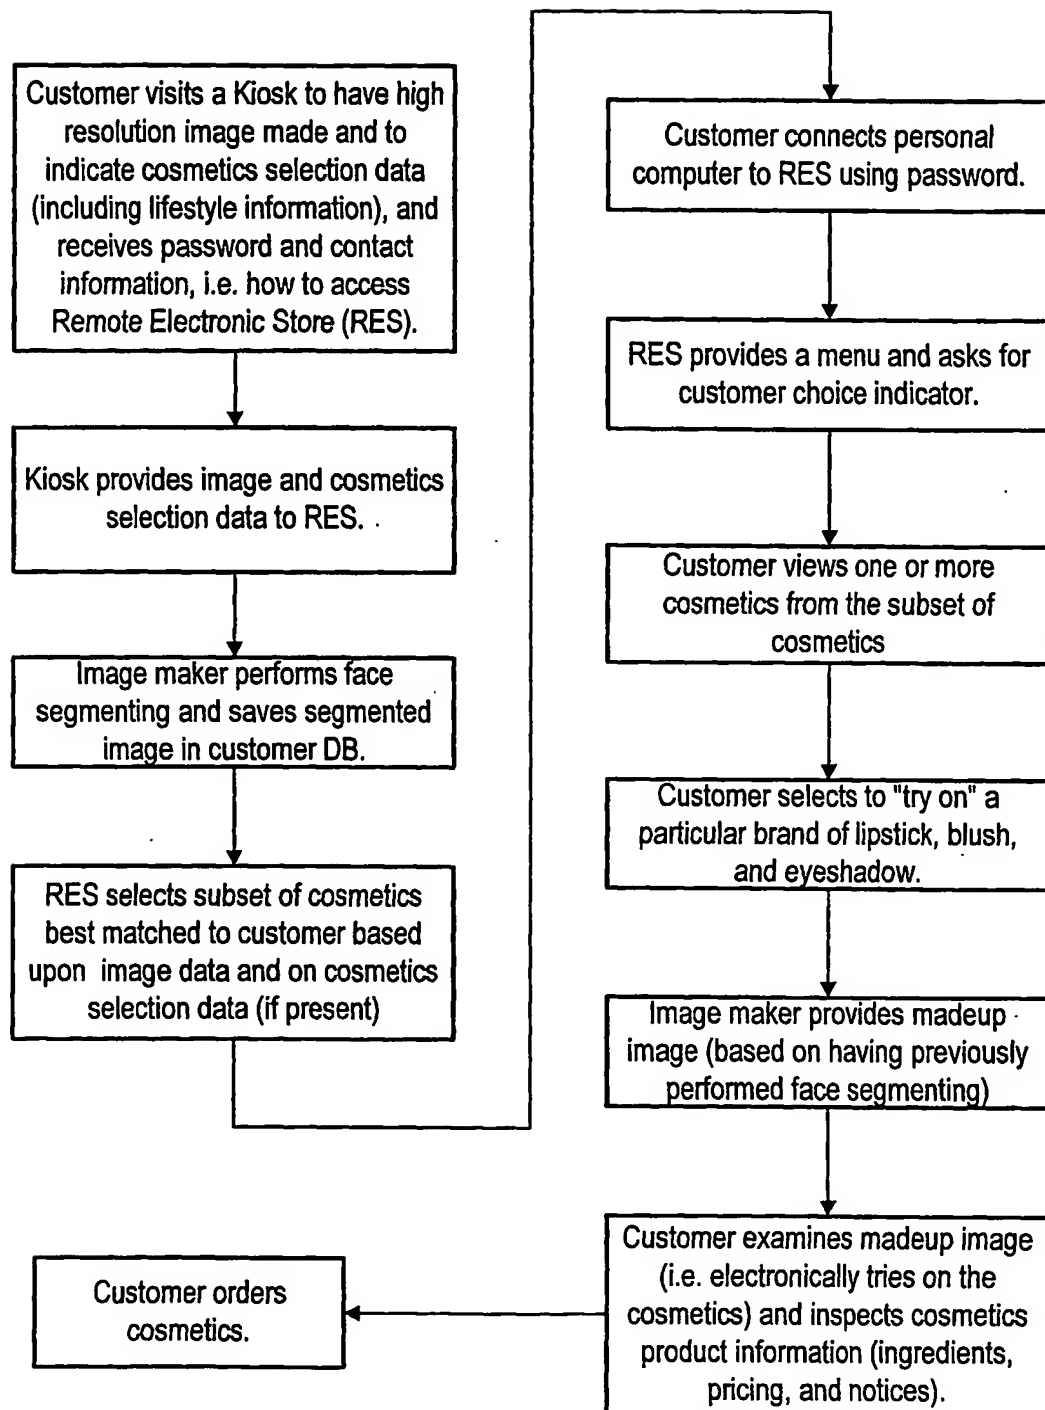 Customer visits a Kiosk to have high
resolution image made and to
indicate cosmetics selection data
(including lifestyle information), and
receives password and contact
information, i.e. how to access
Remote Electronic Store (RES).
Kiosk provides image and cosmetics
selection data to RES.
Image maker performs face
segmenting and saves segmented
image in customer DB.
RES selects subset of cosmetics
best matched to customer based
upon image data and on cosmetics
selection data (if present)
Customer connects personal
computer to RES using password.
RES provides a menu and asks for
customer choice indicator.
Customer views one or more
cosmetics from the subset of
cosmetics
Customer selects to "try on" a
particular brand of lipstick, blush,
and eyeshadow.
Image maker provides madeup
image (based on having previously
performed face segmenting)
Customer examines madeup image
(i.e. electronically tries on the
cosmetics) and inspects cosmetics
product information (ingredients,
pricing, and notices).
Customer orders
cosmetics.